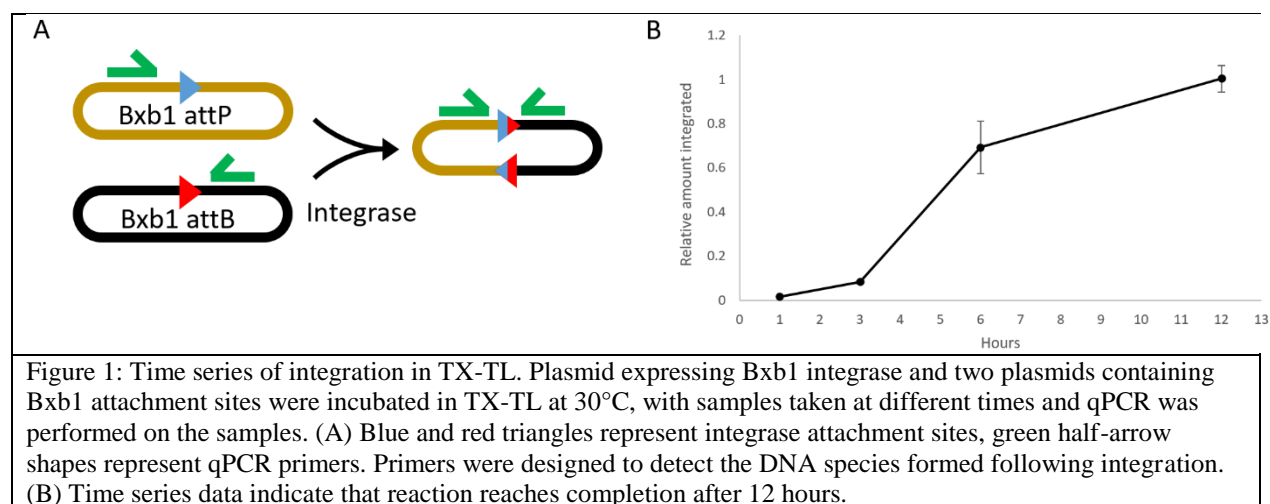 A
Bxb1 attP
Bxb1 attB
Integrase
B
Relative amount integrated
1.2
1
0.8
0.6
0.4
0.2
0
0 1 2 3 4 5 6 7 8 9 10 11 12 13
Hours
Figure 1: Time series of integration in TX-TL. Plasmid expressing Bxb1 integrase and two plasmids containing
Bxb1 attachment sites were incubated in TX-TL at 30°C, with samples taken at different times and qPCR was
performed on the samples. (A) Blue and red triangles represent integrase attachment sites, green half-arrow
shapes represent qPCR primers. Primers were designed to detect the DNA species formed following integration.
(B) Time series data indicate that reaction reaches completion after 12 hours.